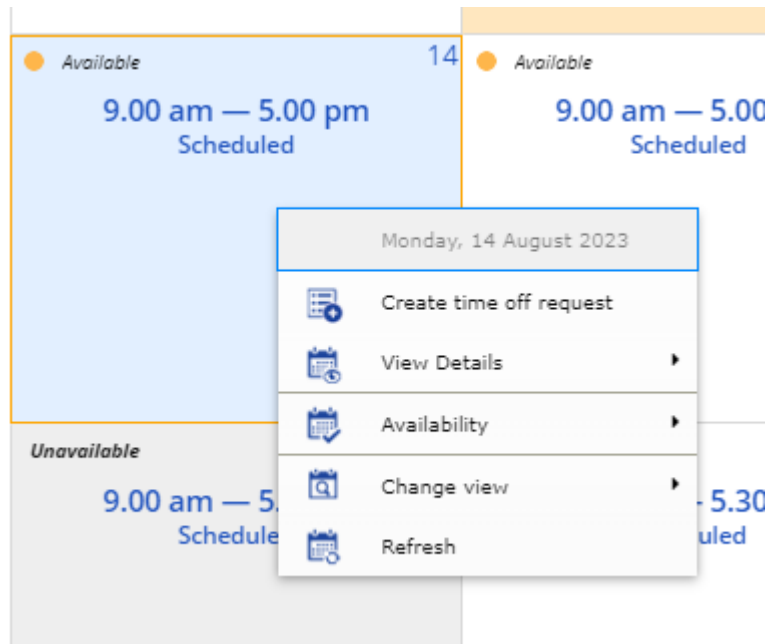 Available
14
9.00 am — 5.00 pm
Scheduled
Available
9.00 am — 5.00
Scheduled
Monday, 14 August 2023
Create time off request
View Details
Availability
Change view
Refresh
Unavailable
9.00 am — 5.
Schedule
- 5.30
uled